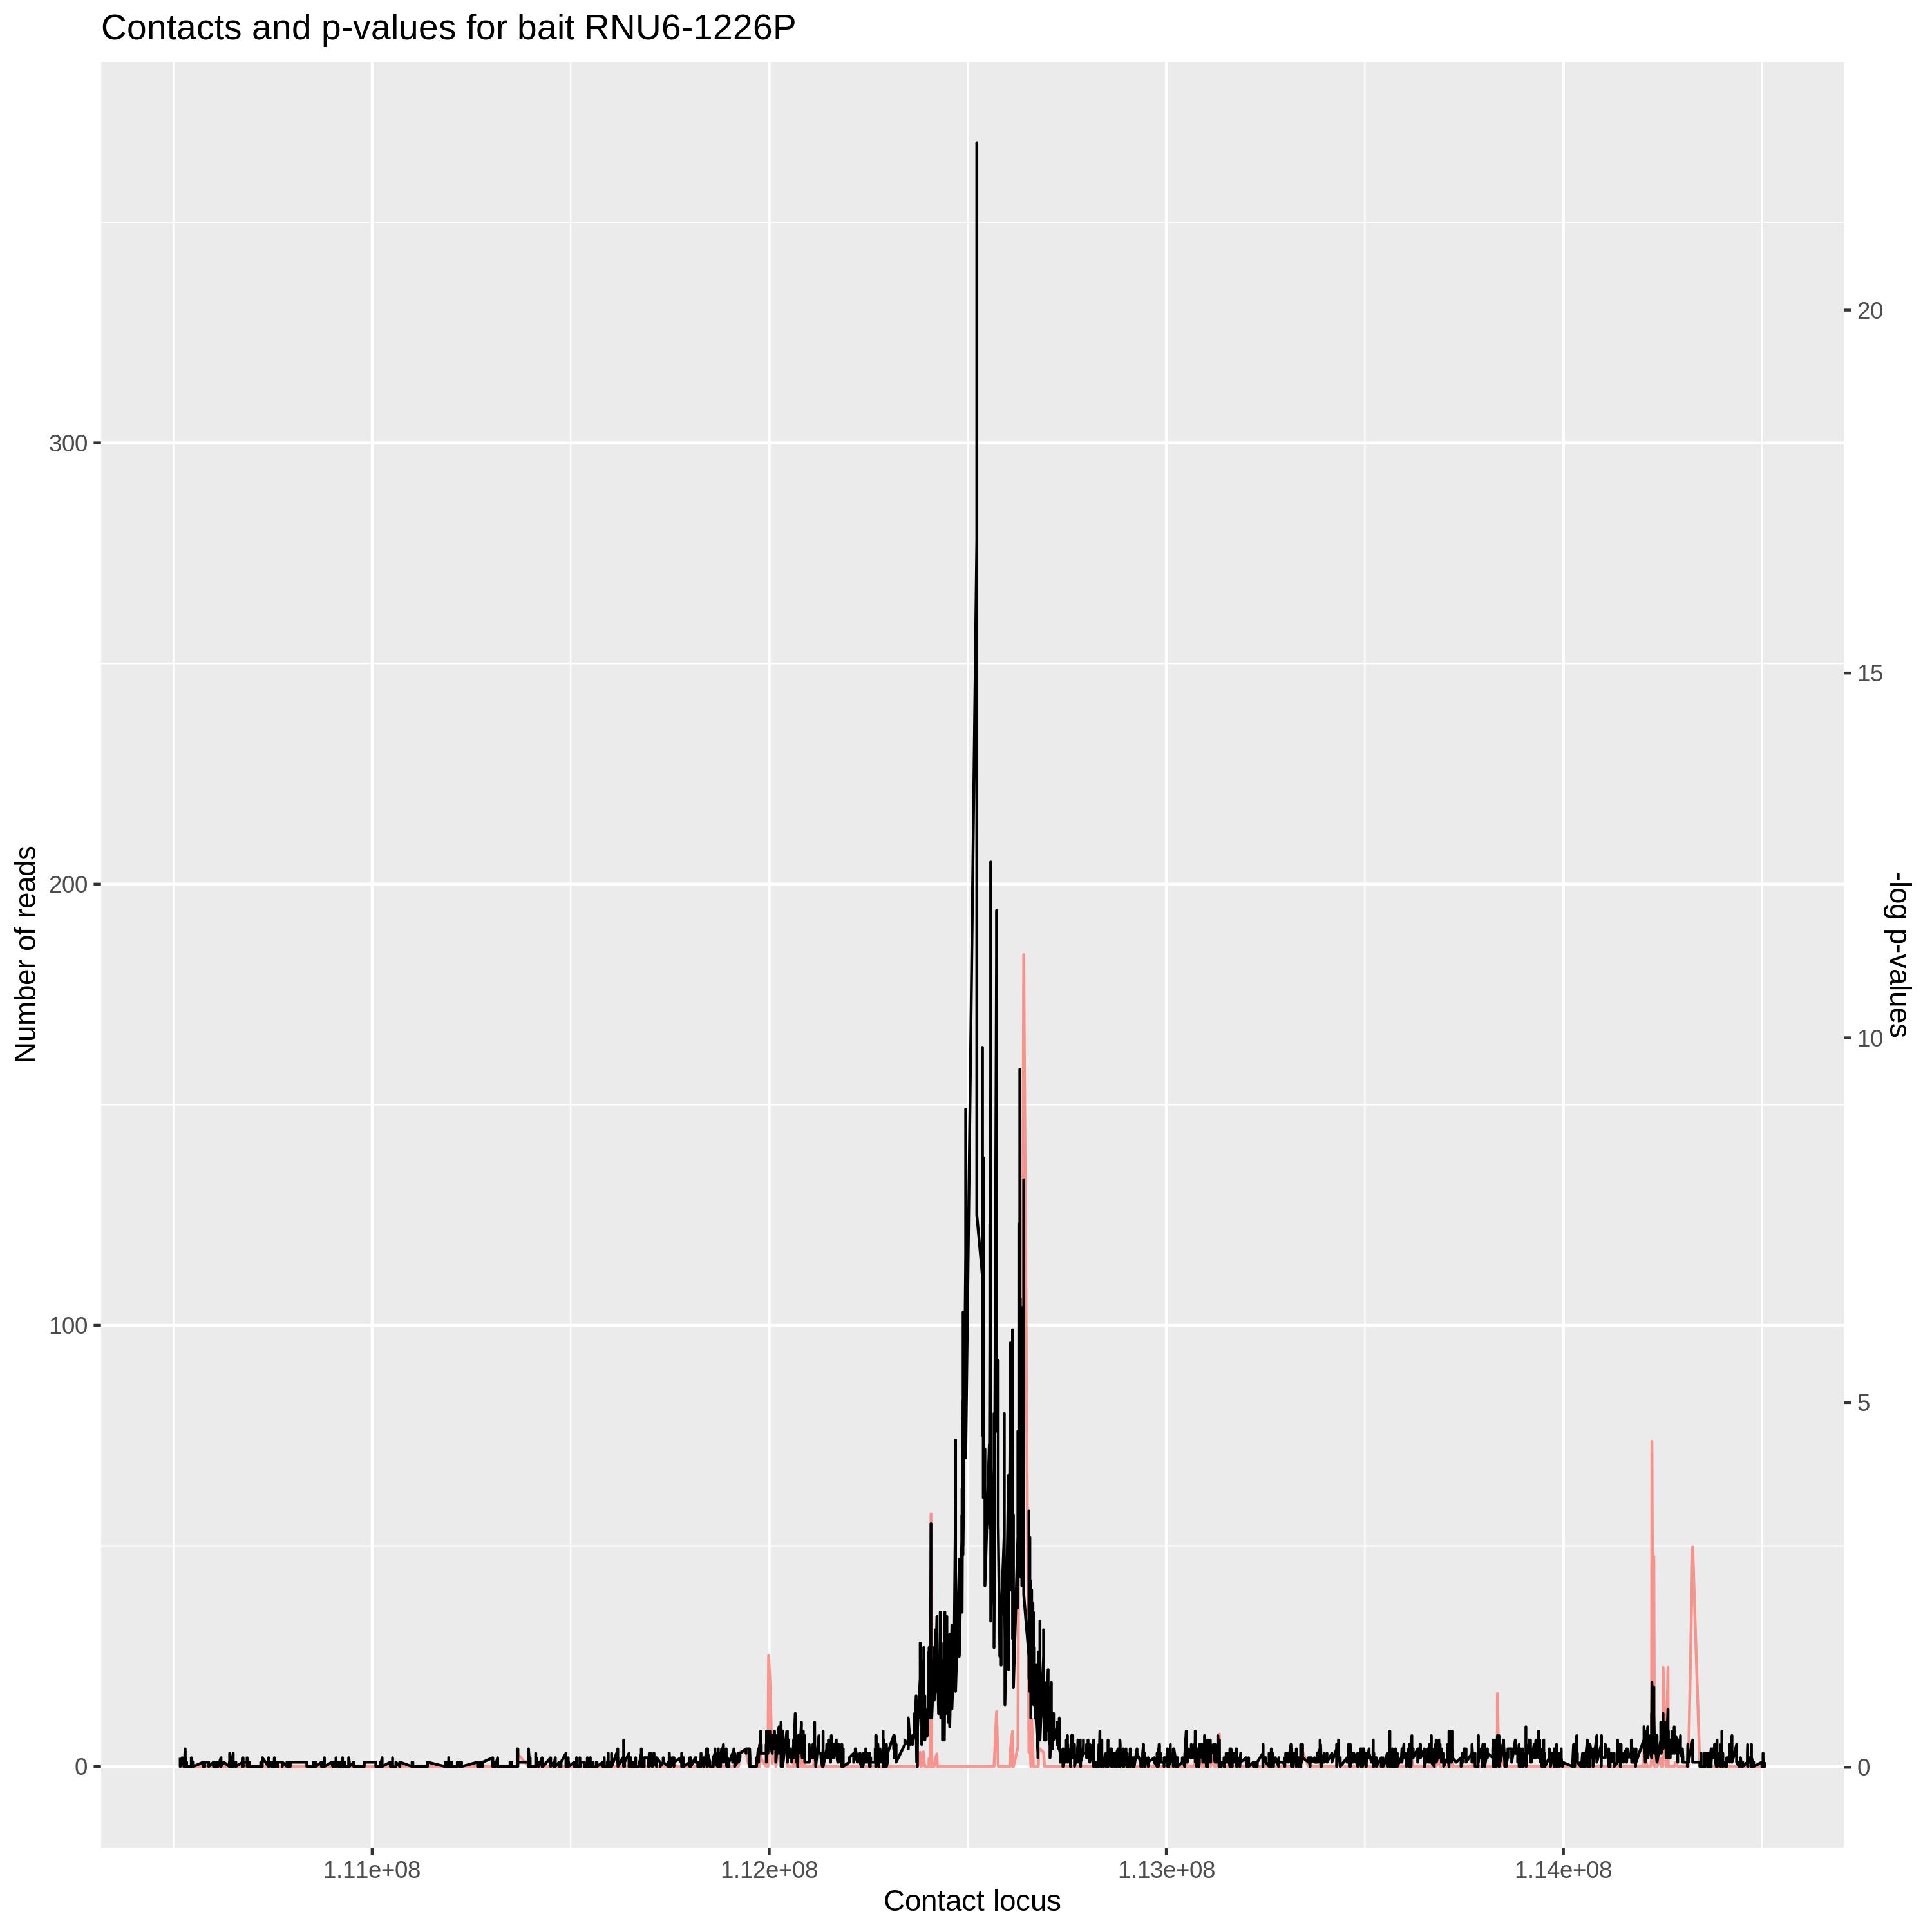 Contacts and p-values for bait RNU6-1226P
Number of reads
300
200
100
0
20
15
10
5
0
-log p-values
1.11e+08
1.12e+08
1.13e+08
1.14e+08
Contact locus